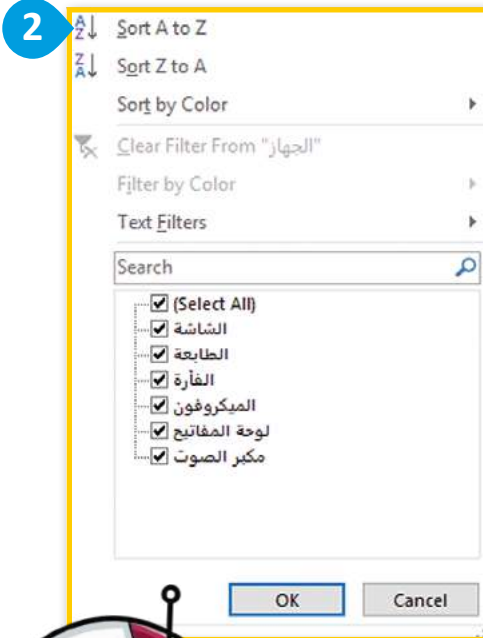 2
Sort A to Z
Sort Z to A
Sort by Color
Clear Filter From "الجهاز"
Filter by Color
Text Filters
Search
(Select All)
الشاشة
الطابعة
الفأرة
الميكروفون
لوحة المفاتيح
مكبر الصوت
OK
Cancel